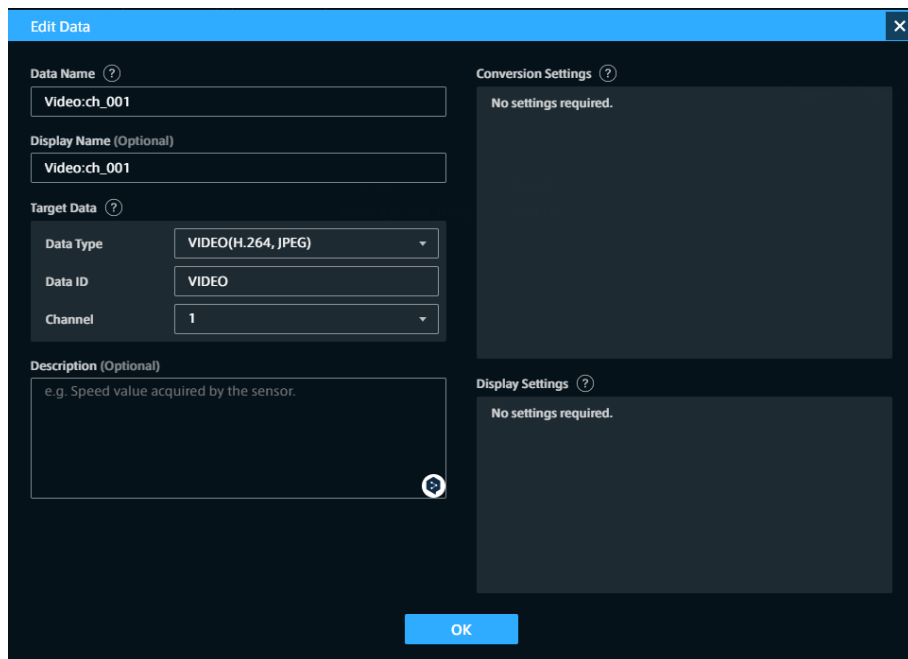 Edit Data
Data Name ?
Video:ch_001
Display Name (Optional)
Video:ch_001
Target Data ?
Data Type VIDEO(H.264, JPEG)
Data ID VIDEO
Channel 1
Description (Optional)
e.g. Speed value acquired by the sensor.
Conversion Settings ?
No settings required.
Display Settings ?
No settings required.
OK